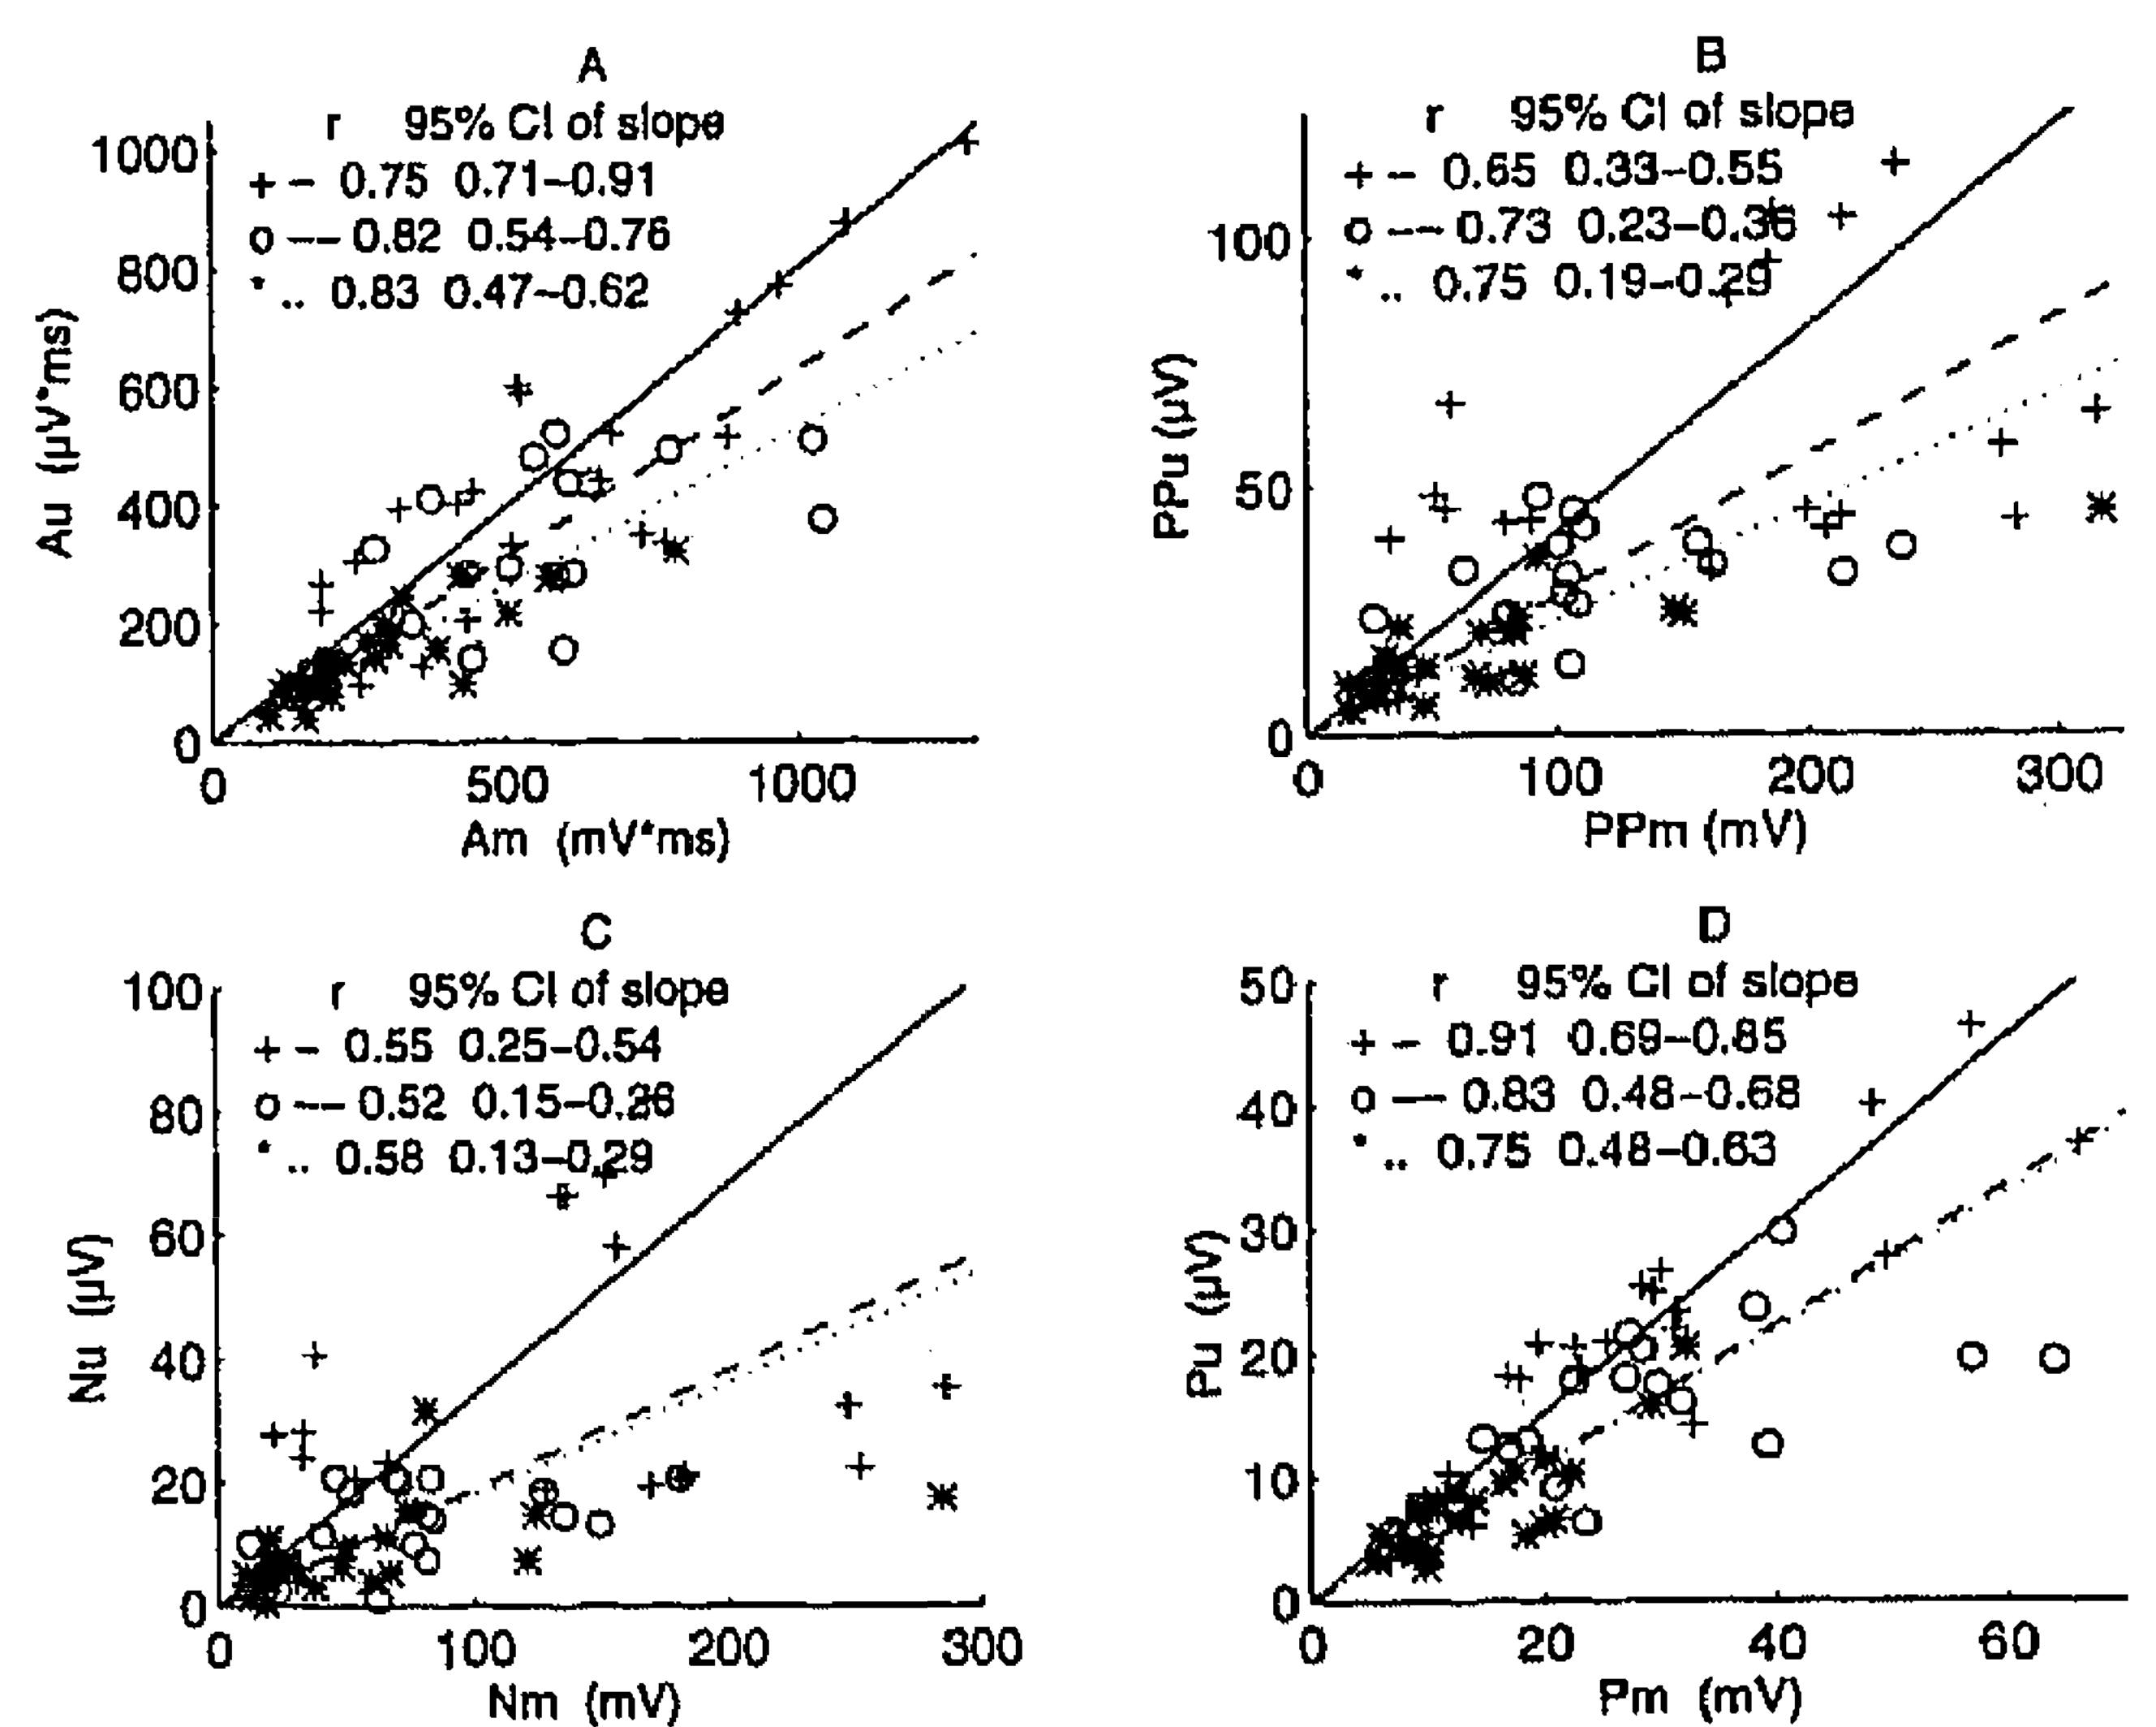 A
r 95% CI of slope
+ – 0.75 0.71–0.91
o –– 0.82 0.54–0.76
* .. 0.83 0.47–0.62
1000
800
600
400
200
0
Au (µV*ms)
0 500 1000
Am (mV*ms)
B
r 95% CI of slope
+ – 0.65 0.33–0.55
o –– 0.73 0.23–0.36
* .. 0.75 0.19–0.29
100
50
0
PPu (µV)
0 100 200 300
PPm (mV)
C
r 95% CI of slope
+ – 0.55 0.25–0.54
o –– 0.52 0.15–0.26
* .. 0.58 0.13–0.29
100
80
60
40
20
0
Nu (µV)
0 100 200 300
Nm (mV)
D
r 95% CI of slope
+ – 0.91 0.69–0.85
o –– 0.83 0.48–0.68
* .. 0.75 0.48–0.63
50
40
30
20
10
0
Pu (µV)
0 20 40 60
Pm (mV)